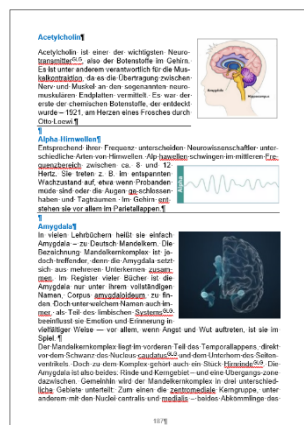 Acetylcholin¶
Acetylcholin ist einer der wichtigsten Neuro-
transmitterGLG, also der Botenstoffe im Gehirn.
Es ist unter anderem verantwortlich für die Mus-
kelkontraktion, da es die Übertragung zwischen
Nerv und Muskel an den sogenannten neuro-
muskulären Endplatten vermittelt. Es war der
erste der chemischen Botenstoffe, der entdeckt
wurde – 1921, am Herzen eines Frosches durch
Otto Loewi.¶
¶
Amygdala
Hippocampus
Alpha-Hirnwellen¶
Entsprechend ihrer Frequenz unterscheiden Neurowissenschaftler unter-
schiedliche Arten von Hirnwellen. Alphawellen schwingen im mittleren Fre-
quenzbereich zwischen ca. 8 und 12
Hertz. Sie treten z. B. im entspannten
Wachzustand auf, etwa wenn Probanden
müde sind oder die Augen geschlossen
haben und Tagträumen. Im Gehirn ent-
stehen sie vor allem im Parietallappen.¶
Alpha
¶
Amygdala¶
In vielen Lehrbüchern heißt sie einfach
Amygdala – zu Deutsch Mandelkern. Die
Bezeichnung Mandelkernkomplex ist je-
doch treffender, denn die Amygdala setzt
sich aus mehreren Unterkernen zusam-
men. Im Register vieler Bücher ist die
Amygdala nur unter ihrem vollständigen
Namen, Corpus amygdaloideum, zu fin-
den. Doch unter welchem Namen auch im-
mer, als Teil des limbischen SystemsGLG
beeinflusst sie Emotion und Erinnerung in
vielfältiger Weise — vor allem, wenn Angst und Wut auftreten, ist sie im
Spiel.¶
Der Mandelkernkomplex liegt im vorderen Teil des Temporallappens, direkt
vor dem Schwanz des Nucleus caudatusGLG und dem Unterhorn des Seiten-
ventrikels. Doch zu dem Komplex gehört auch ein Stück HirnrindeGLG. Die
Amygdala ist also beides: Rinde und Kerngebiet – und eine Übergangszone
dazwischen. Gemeinhin wird der Mandelkernkomplex in drei unterschied-
liche Gebiete unterteilt: Zum einen die zentromediale Kerngruppe, unter
anderem mit den Nuclei centralis und medialis – beides Abkömmlinge des
187¶